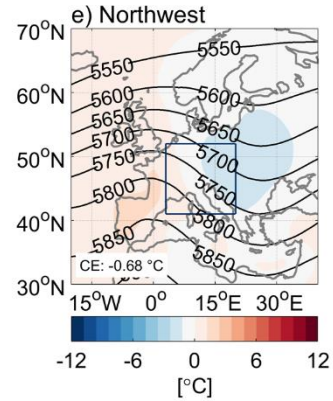 e) Northwest
70°N
60°N
50°N
40°N
30°N
5550
5550
5600
5600
5650
5650
5700
5700
5750
5750
5800
5800
5850
5850
CE: -0.68 °C
15°W 0° 15°E 30°E
-12 -6 0 6 12
[°C]